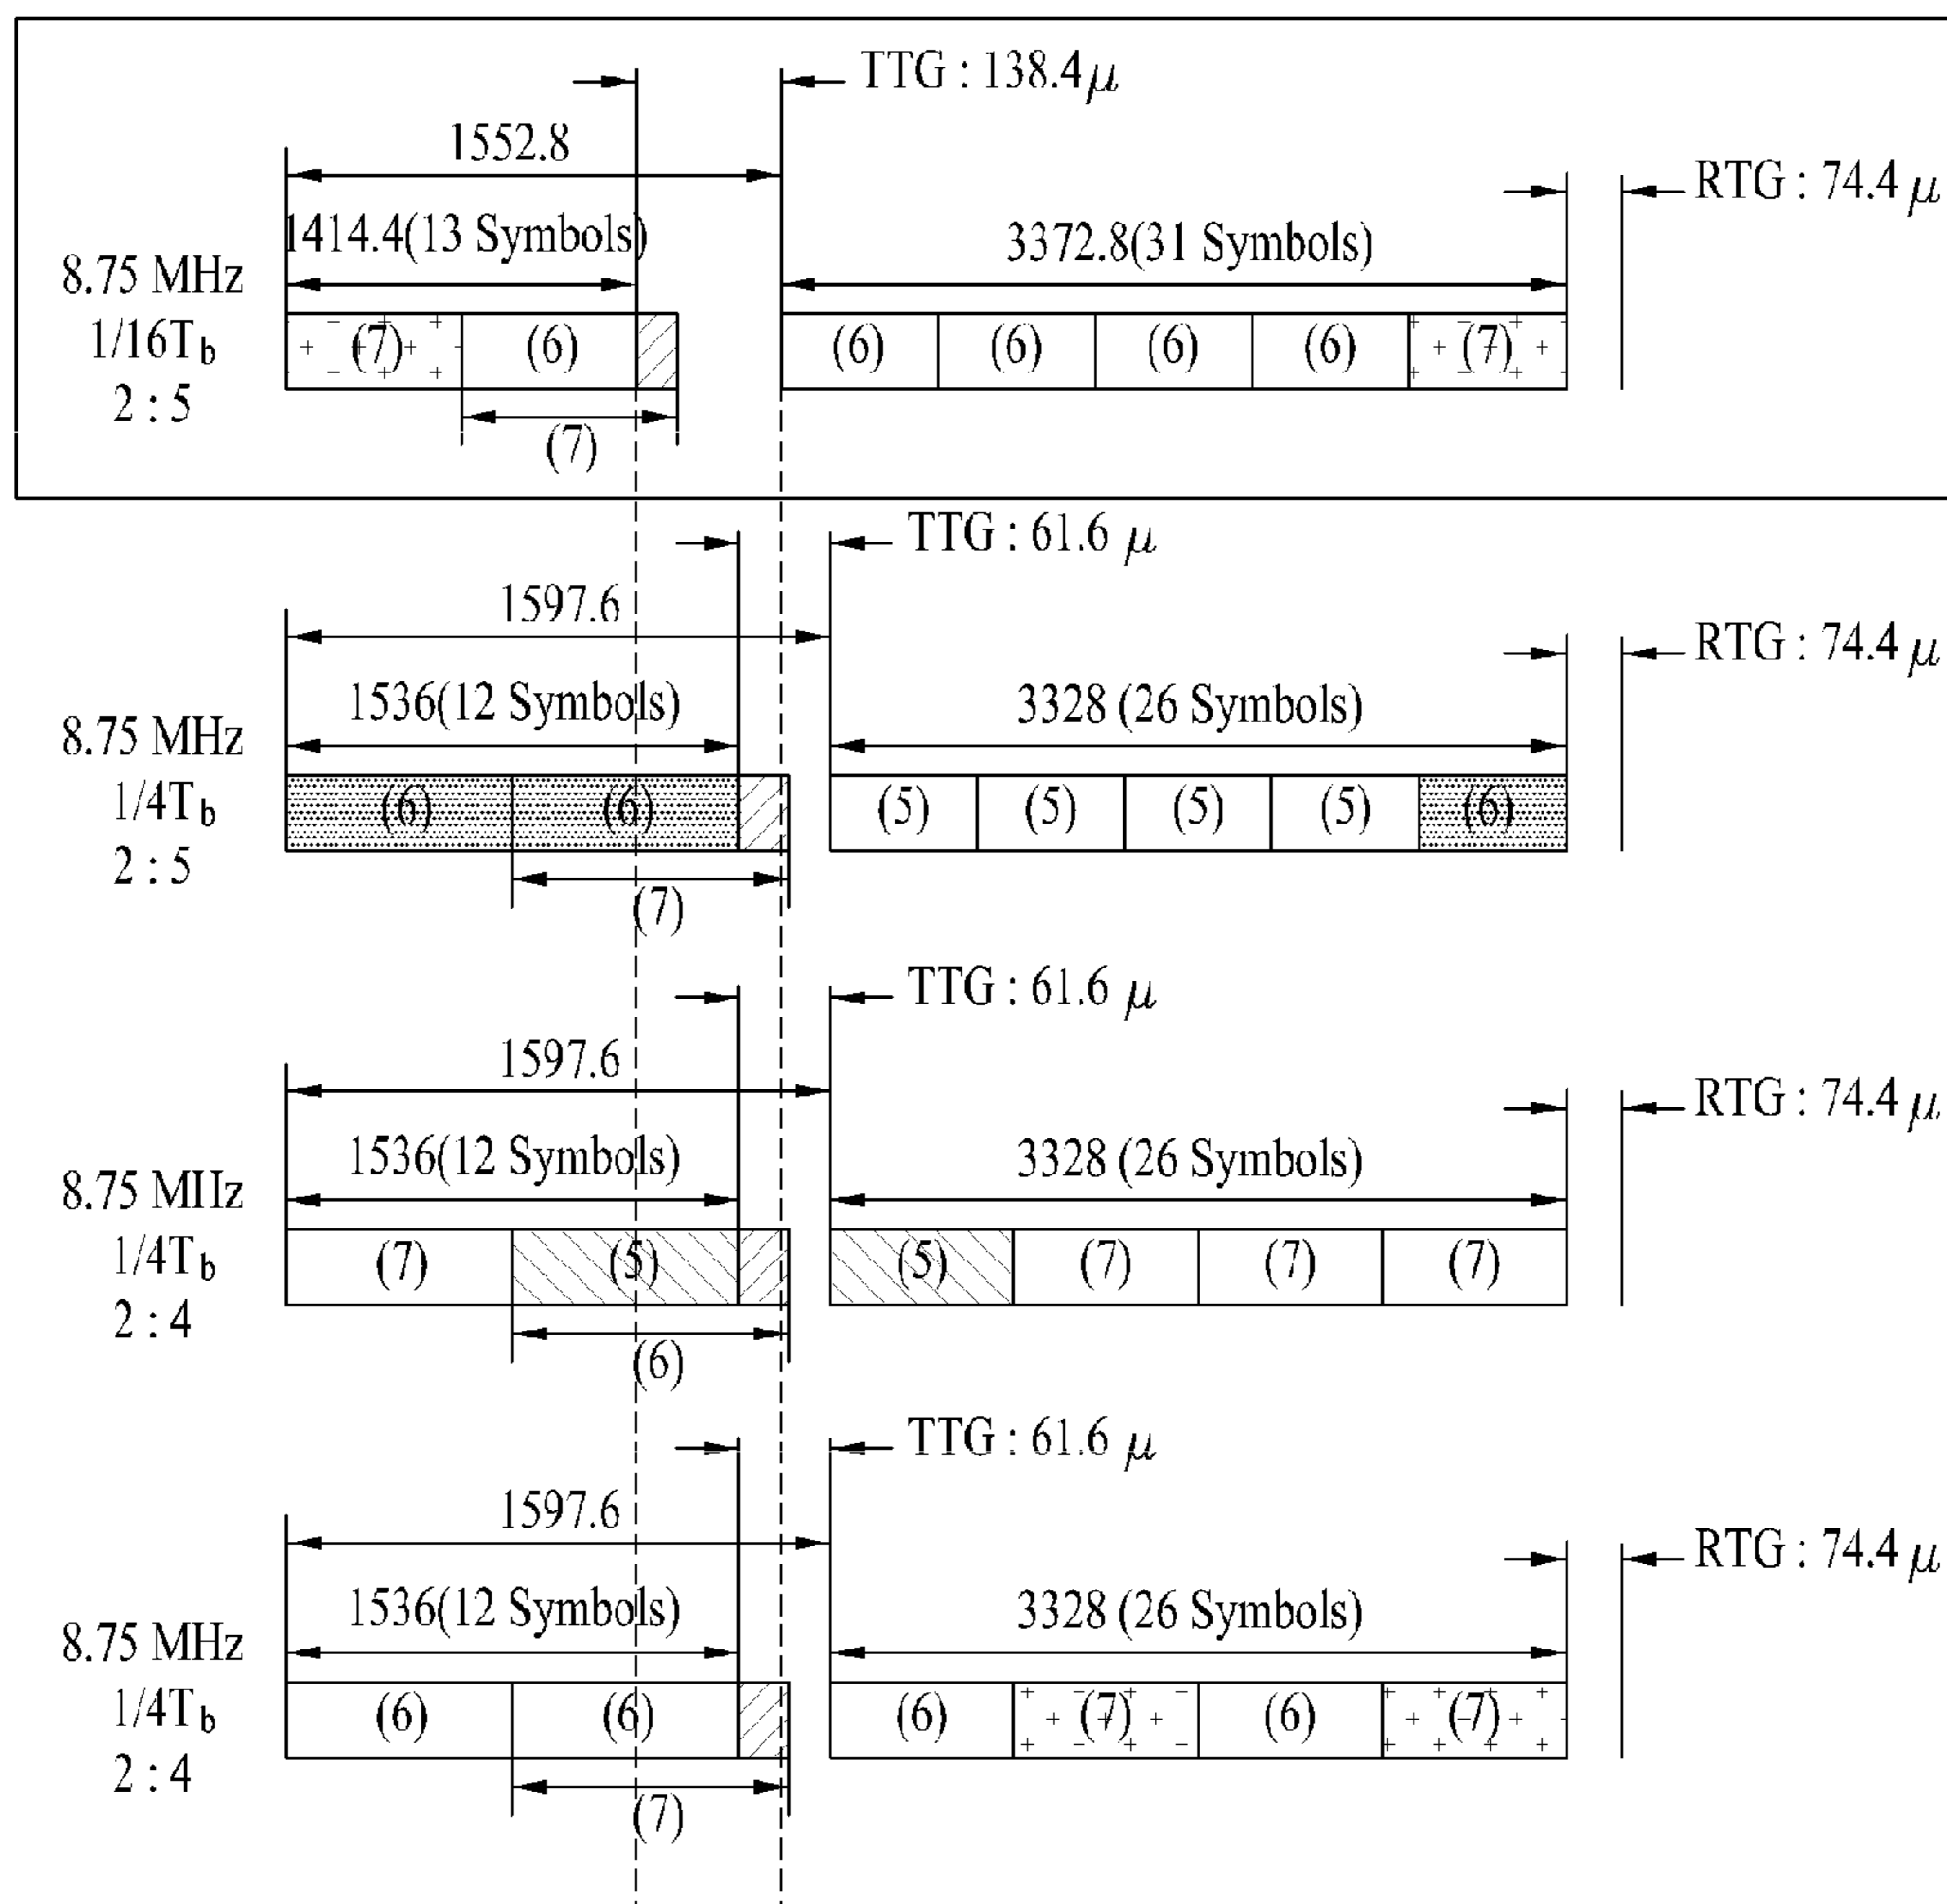 TTG : 138.4 μ
1552.8
RTG : 74.4 μ
1414.4(13 Symbols)
3372.8(31 Symbols)
8.75 MHz
1/16Tb
2 : 5
(7) (6) (6) (6) (6) (6) (7)
(7)
TTG : 61.6 μ
1597.6
RTG : 74.4 μ
1536(12 Symbols)
3328 (26 Symbols)
8.75 MHz
1/4Tb
2 : 5
(6) (6) (5) (5) (5) (5) (6)
(7)
TTG : 61.6 μ
1597.6
RTG : 74.4 μ
1536(12 Symbols)
3328 (26 Symbols)
8.75 MHz
1/4Tb
2 : 4
(7) (5) (5) (7) (7) (7)
(6)
TTG : 61.6 μ
1597.6
RTG : 74.4 μ
1536(12 Symbols)
3328 (26 Symbols)
8.75 MHz
1/4Tb
2 : 4
(6) (6) (6) (7) (6) (7)
(7)